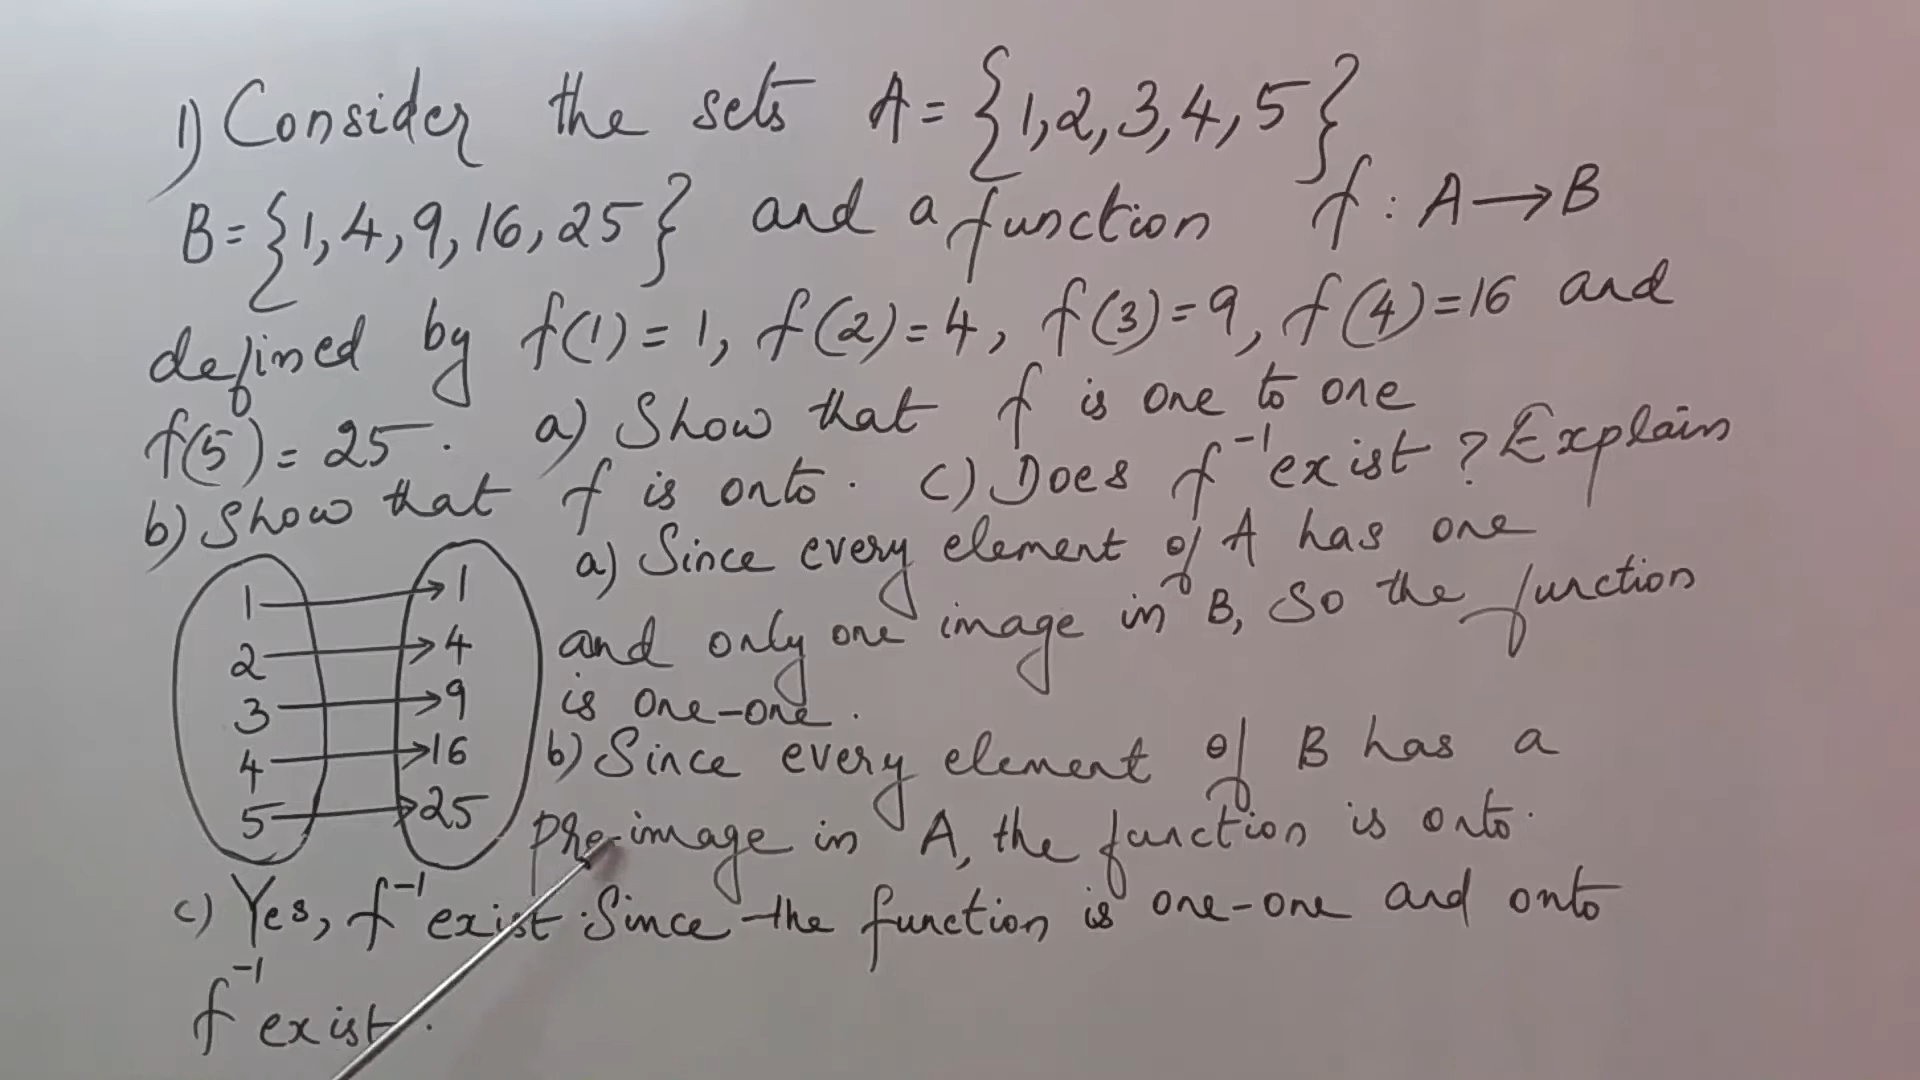 1) Consider the sets A = {1,2,3,4,5}
B = {1,4,9,16,25} and a function f : A → B
defined by f(1) = 1, f(2) = 4, f(3) = 9, f(4) = 16 and
f(5) = 25. a) Show that f is one to one
b) Show that f is onto. c) Does f⁻¹ exist? Explain
a) Since every element of A has one
and only one image in B, So the function
is one-one.
b) Since every element of B has a
pre-image in A, the function is onto.
1 → 1
2 → 4
3 → 9
4 → 16
5 → 25
c) Yes, f⁻¹ exist. Since the function is one-one and onto
f⁻¹ exist.